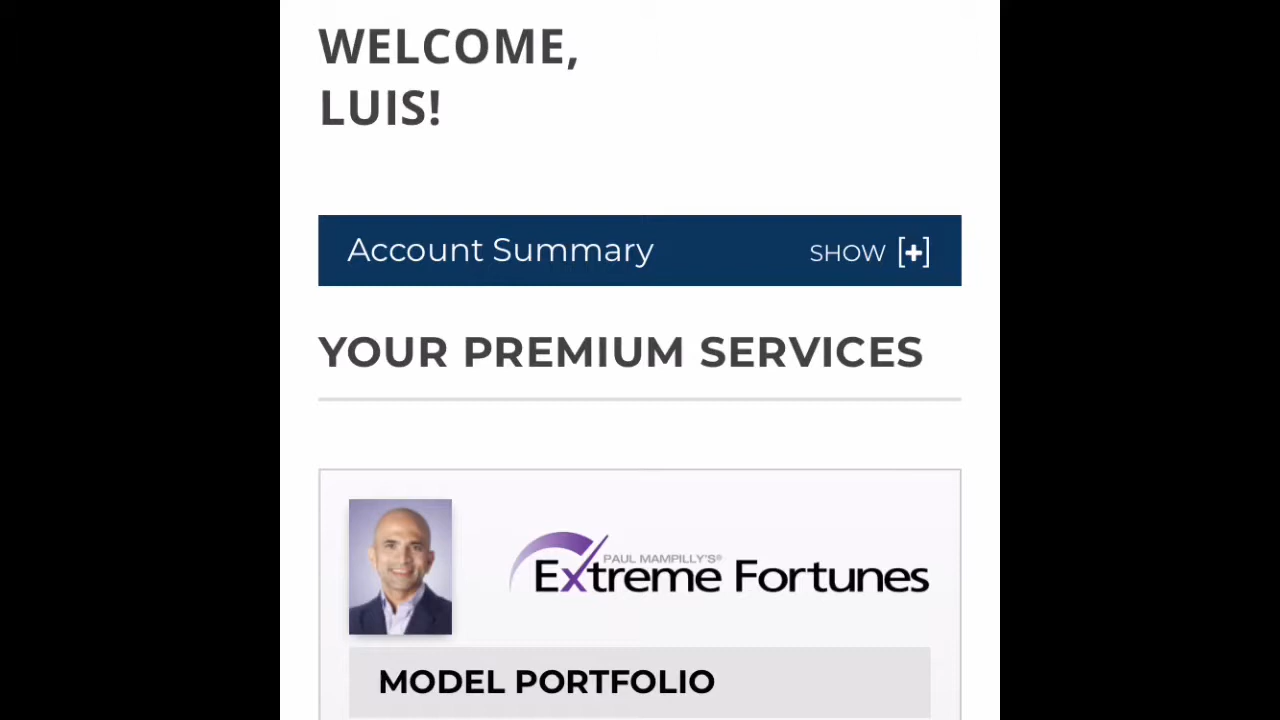 WELCOME,
LUIS!
Account Summary SHOW [+]
YOUR PREMIUM SERVICES
PAUL MAMPILLY'S®
Extreme Fortunes
MODEL PORTFOLIO